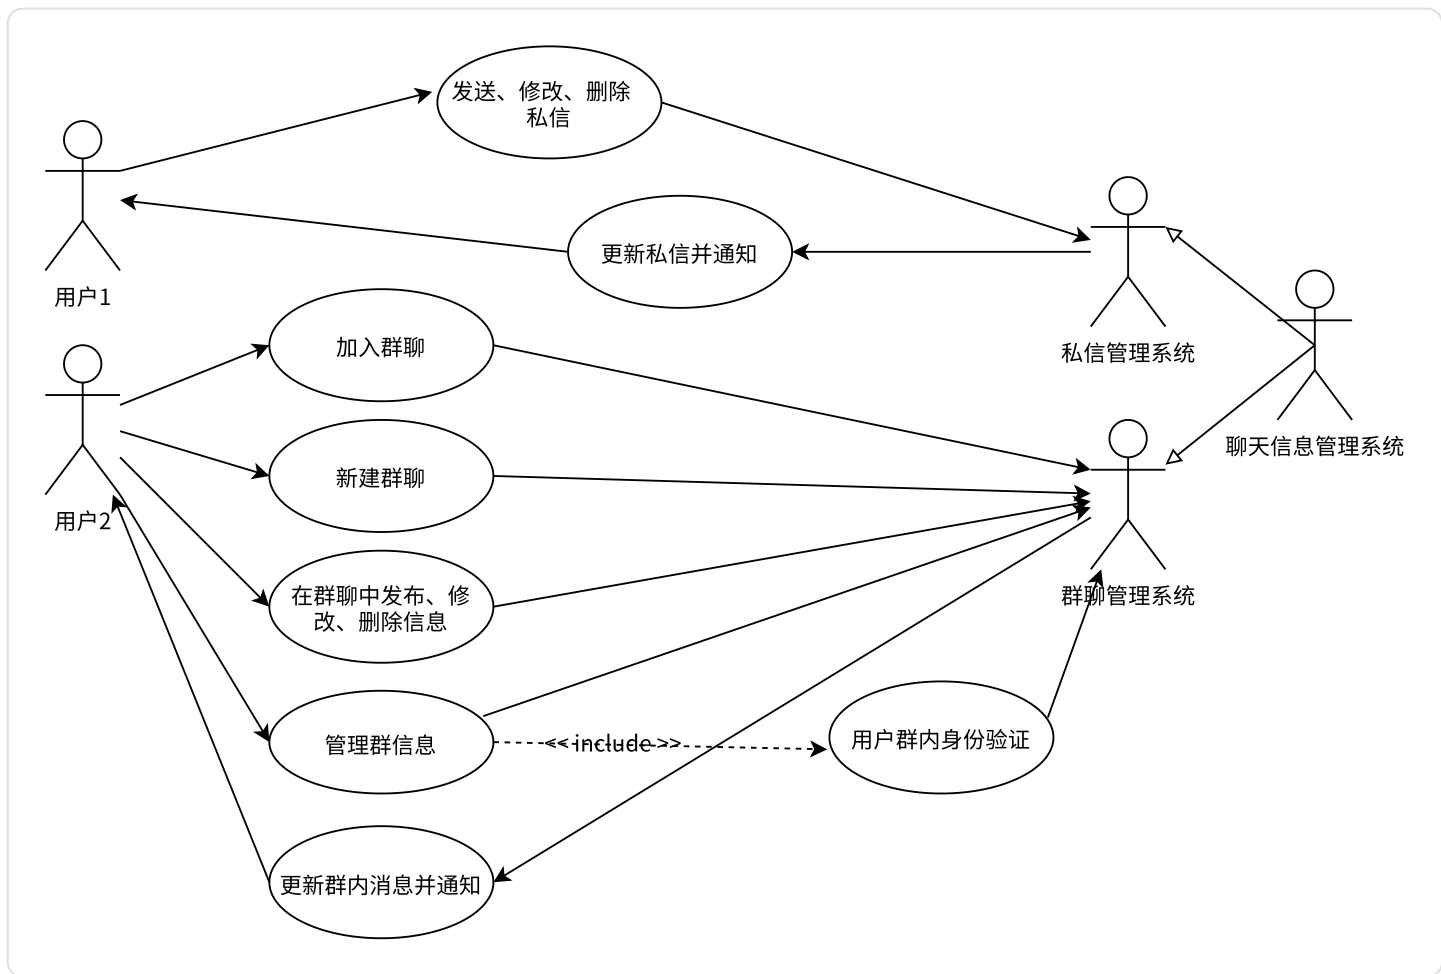 发送、修改、删除
私信
更新私信并通知
用户1
私信管理系统
加入群聊
聊天信息管理系统
新建群聊
用户2
在群聊中发布、修
改、删除信息
群聊管理系统
管理群信息
<< include >>
用户群内身份验证
更新群内消息并通知